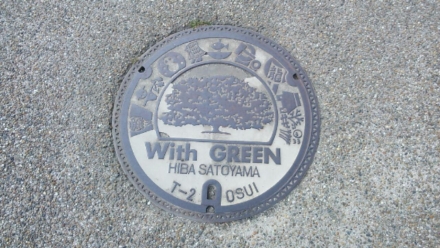 With GREEN
HIBA SATOYAMA
T-2 OSUI